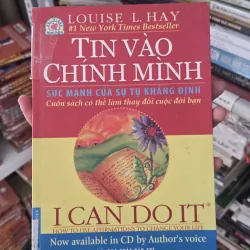 LOUISE L. HAY
#1 New York Times Bestseller
TIN VÀO
CHÍNH MÌNH
SỨC MẠNH CỦA SỰ TỰ KHẲNG ĐỊNH
Cuốn sách có thể làm thay đổi cuộc đời bạn
I CAN DO IT®
HOW TO USE AFFIRMATIONS TO CHANGE YOUR LIFE
Now available in CD by Author's voice